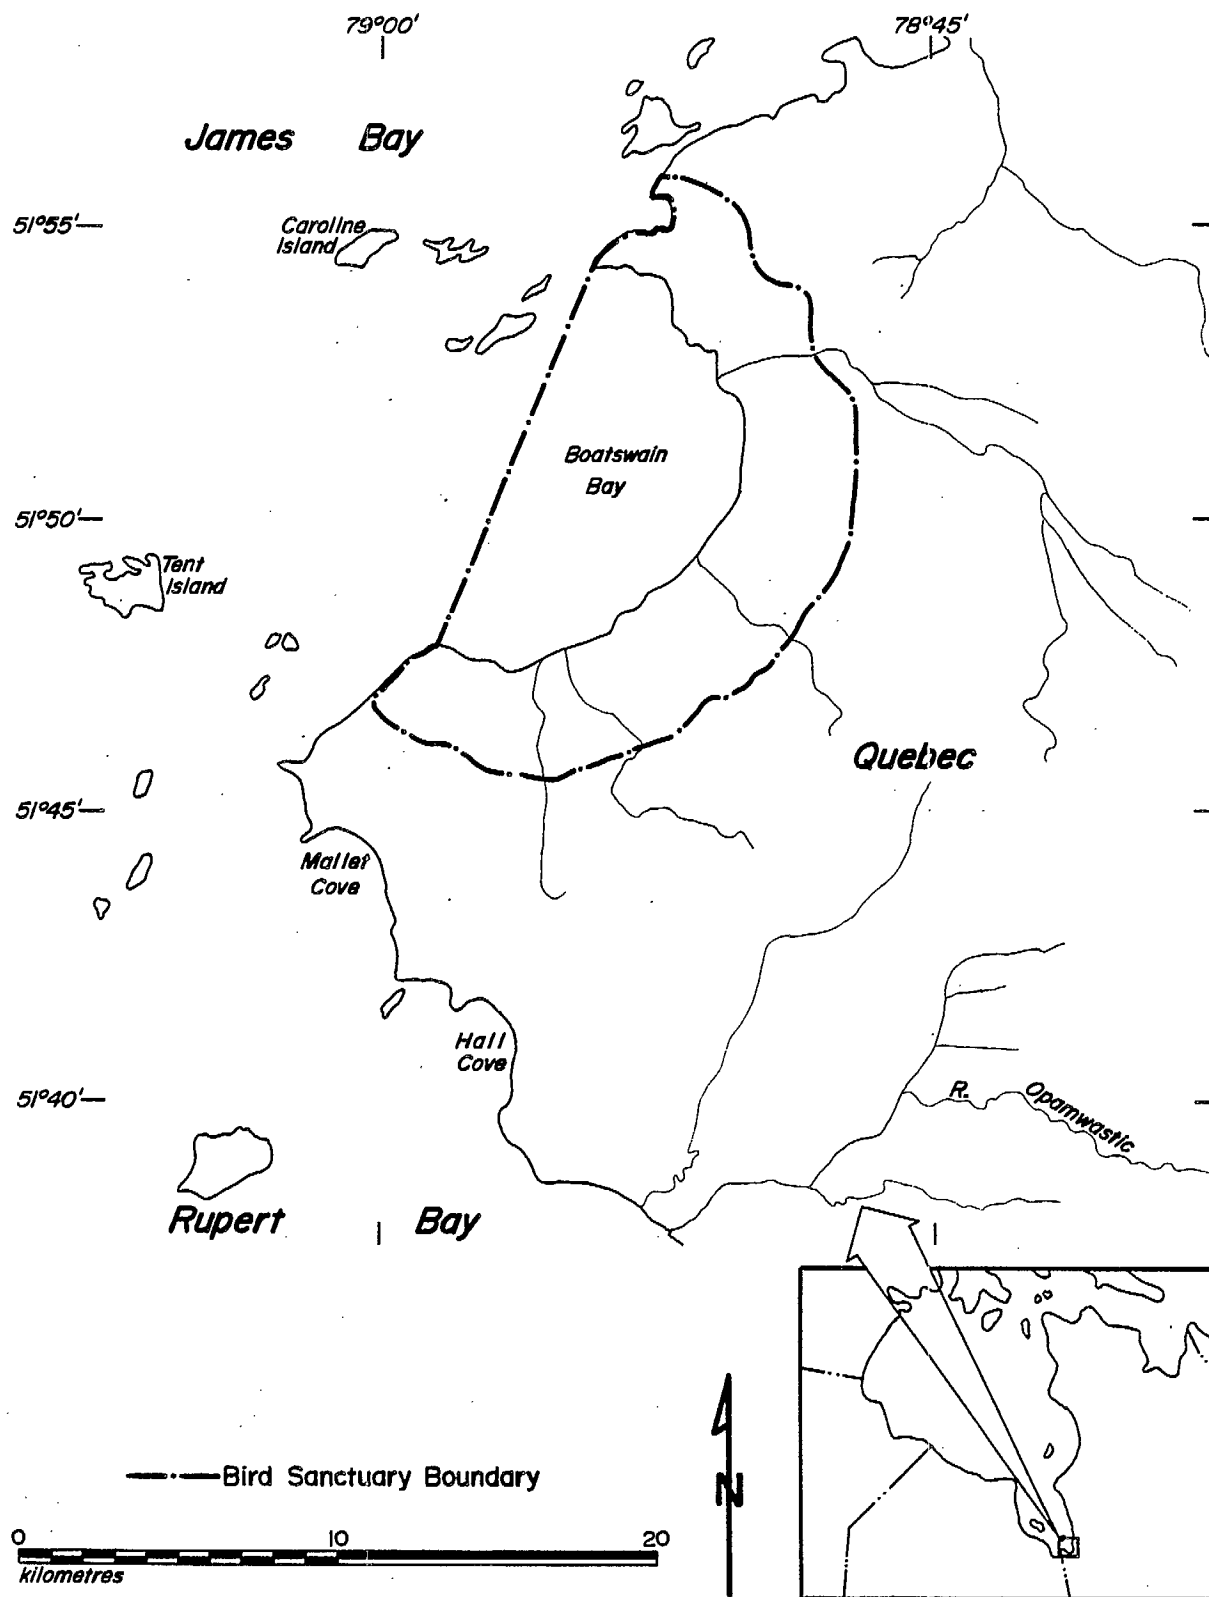 79°00'
78°45'
James Bay
51°55'
Caroline
Island
Boatswain
Bay
51°50'
Tent
Island
Quebec
51°45'
Mallet
Cove
Hall
Cove
51°40'
R. Opamwastic
Rupert Bay
N
Bird Sanctuary Boundary
0 10 20
kilometres